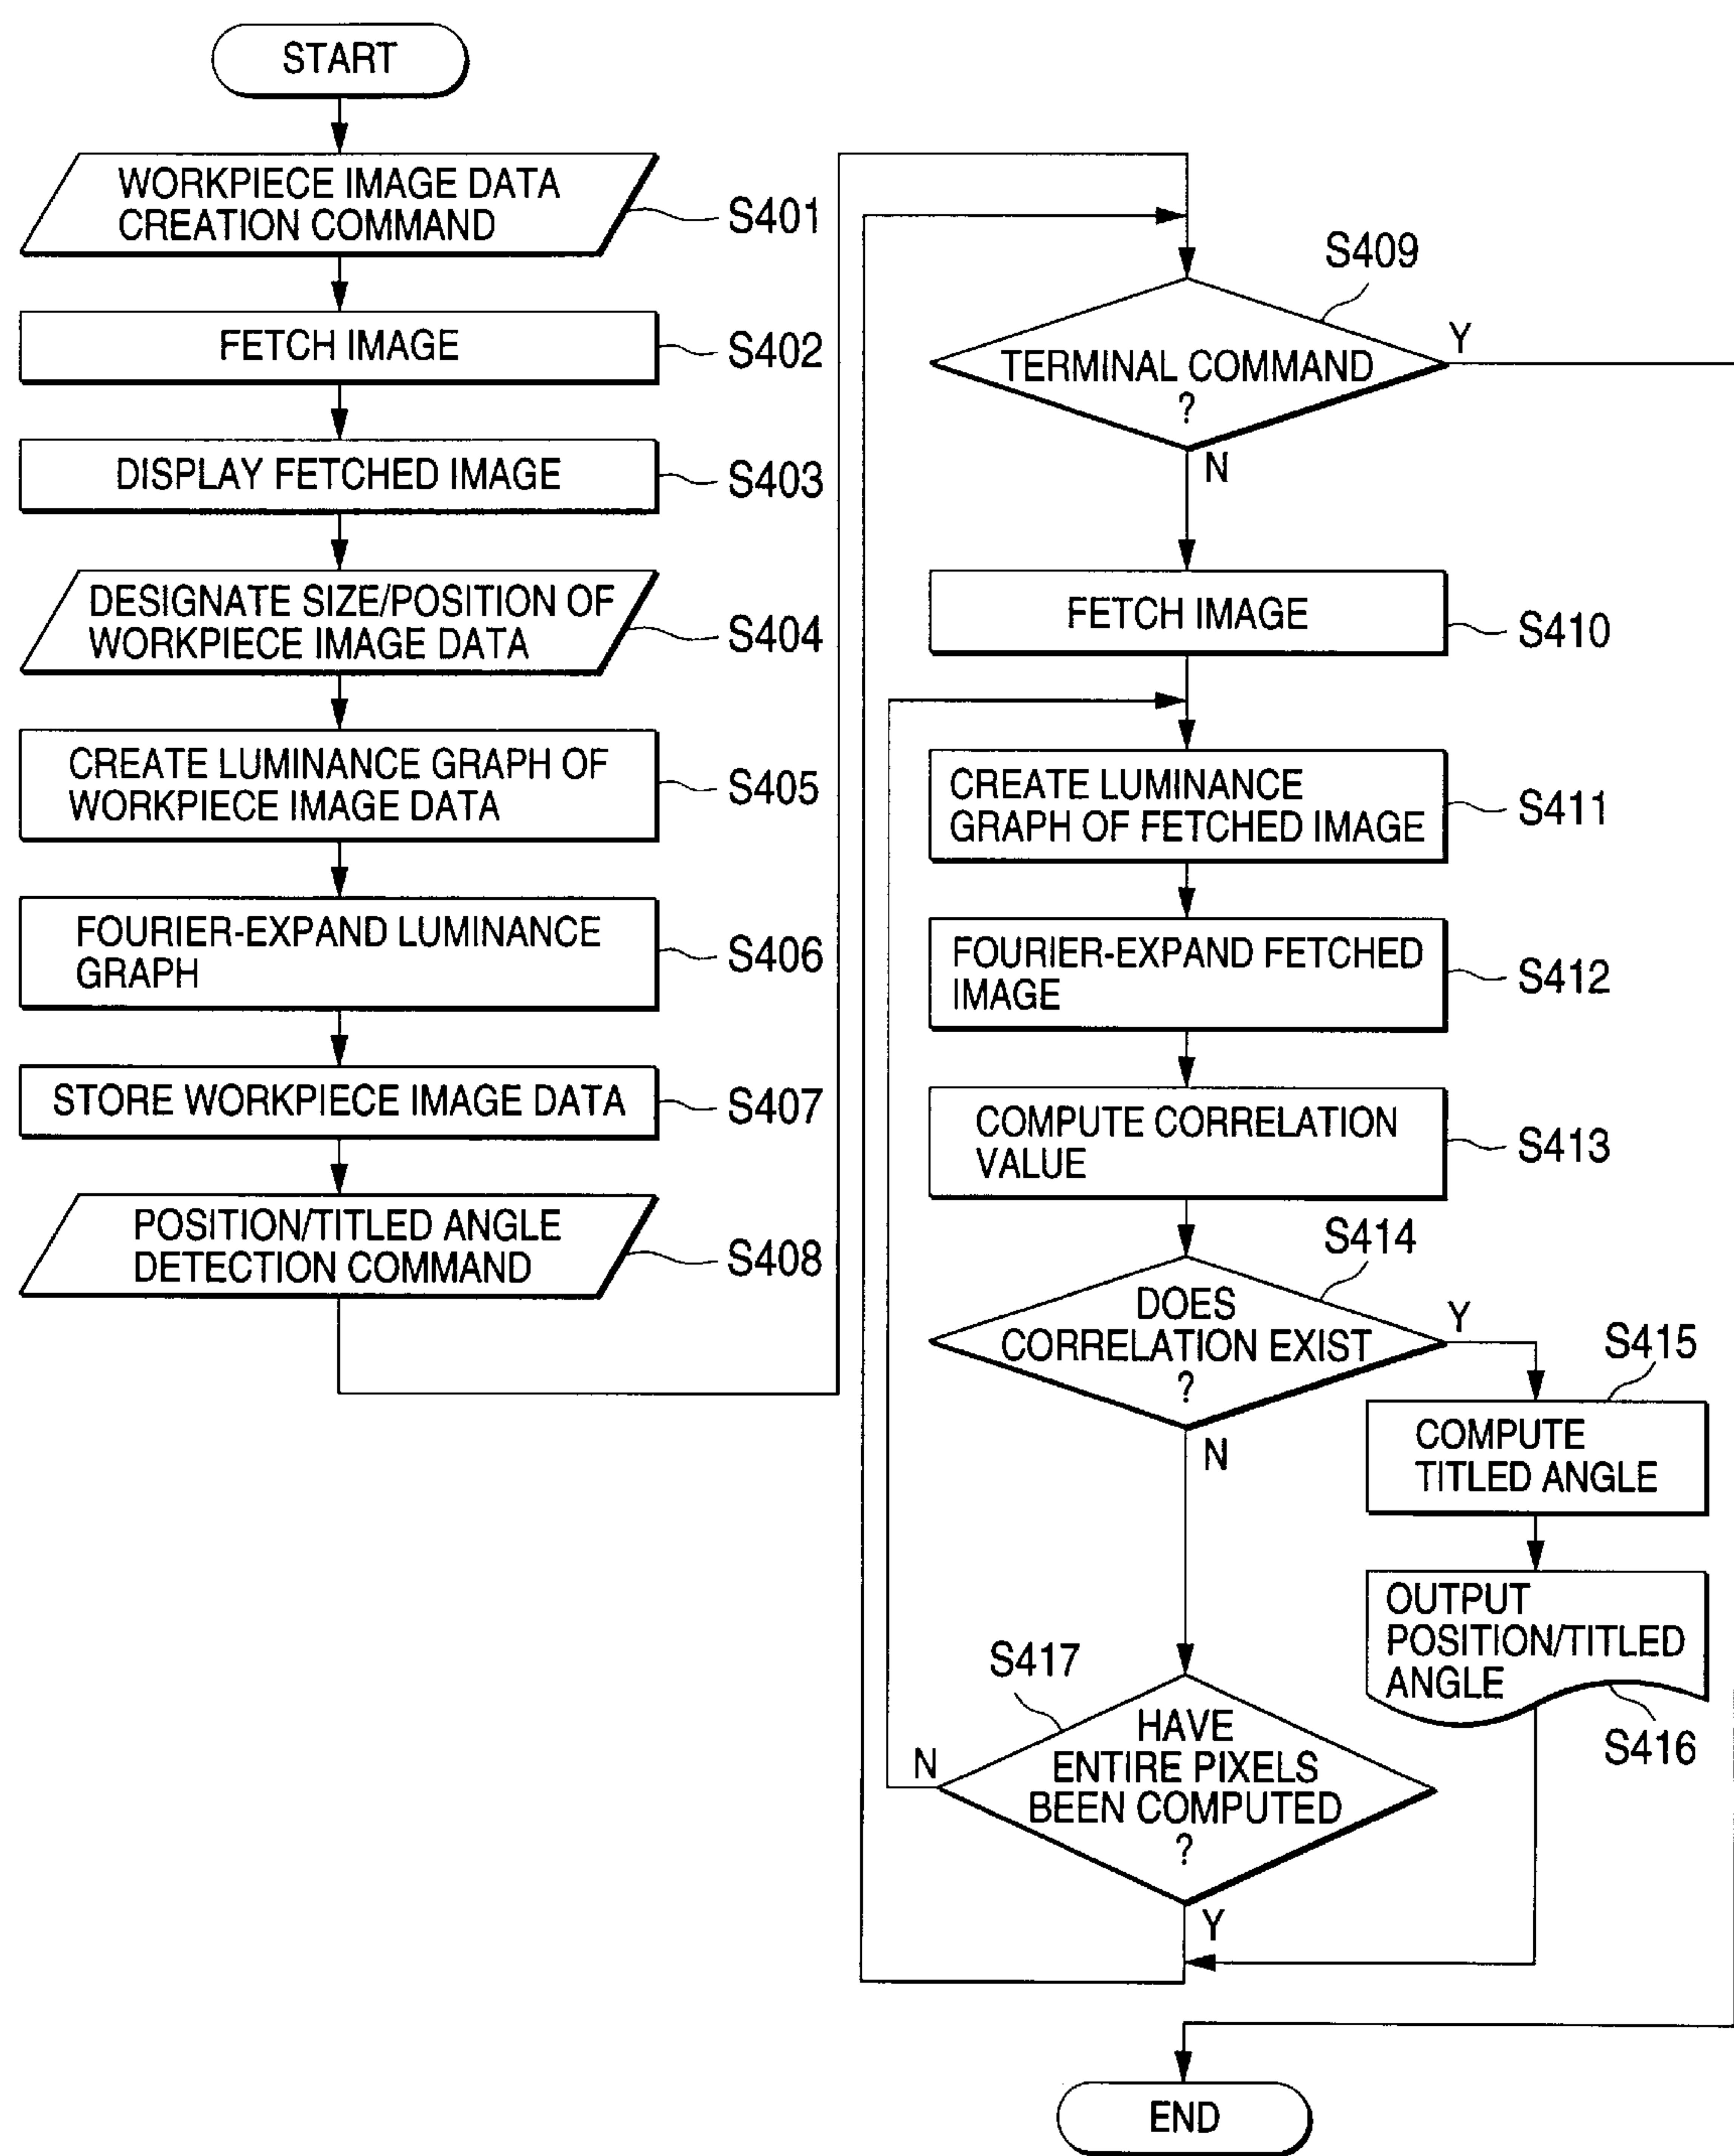 START
WORKPIECE IMAGE DATA
CREATION COMMAND
S401
FETCH IMAGE
S402
DISPLAY FETCHED IMAGE
S403
DESIGNATE SIZE/POSITION OF
WORKPIECE IMAGE DATA
S404
CREATE LUMINANCE GRAPH OF
WORKPIECE IMAGE DATA
S405
FOURIER-EXPAND LUMINANCE
GRAPH
S406
STORE WORKPIECE IMAGE DATA
S407
POSITION/TITLED ANGLE
DETECTION COMMAND
S408
S409
TERMINAL COMMAND
?
Y
N
FETCH IMAGE
S410
CREATE LUMINANCE
GRAPH OF FETCHED IMAGE
S411
FOURIER-EXPAND FETCHED
IMAGE
S412
COMPUTE CORRELATION
VALUE
S413
S414
DOES
CORRELATION EXIST
?
Y
N
S415
COMPUTE
TITLED ANGLE
OUTPUT
POSITION/TITLED
ANGLE
S416
S417
HAVE
ENTIRE PIXELS
BEEN COMPUTED
?
N
Y
END